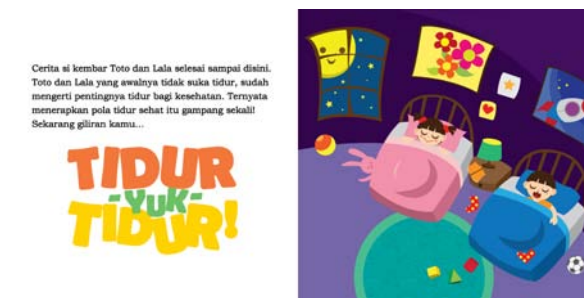 Cerita si kembar Toto dan Lala selesai sampai disini.
Toto dan Lala yang awalnya tidak suka tidur, sudah
mengerti pentingnya tidur bagi kesehatan. Ternyata
menerapkan pola tidur sehat itu gampang sekali!
Sekarang giliran kamu...
TIDUR
-YUK-
TIDUR!